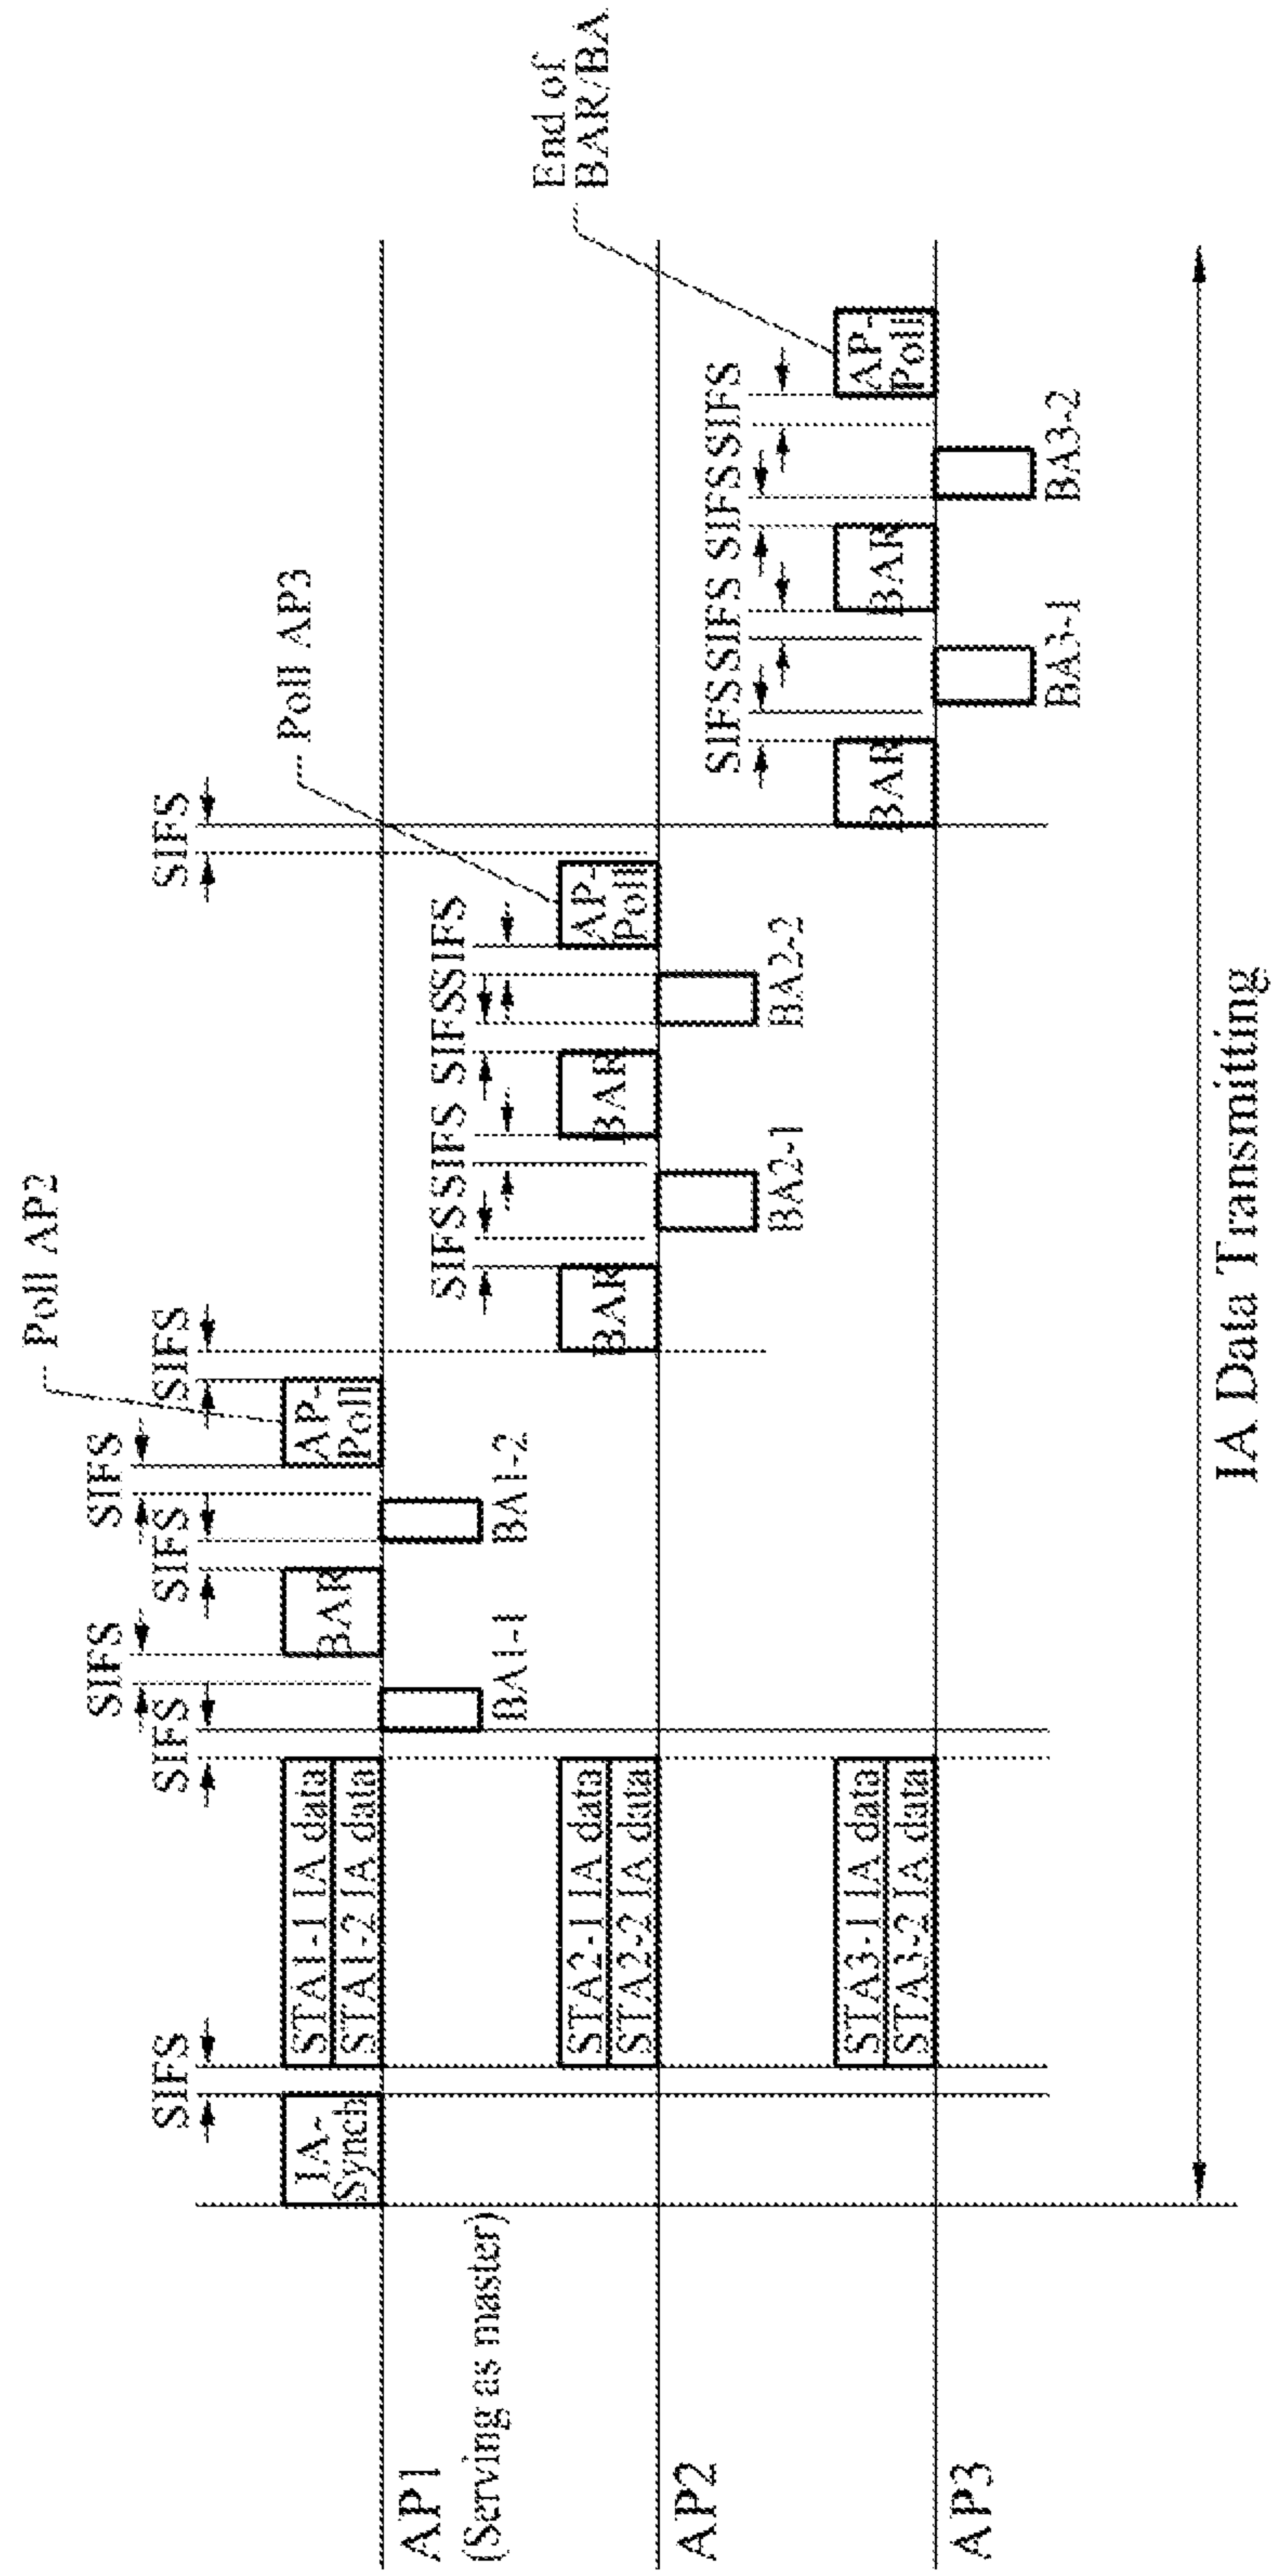 Poll AP2
SIFS
SIFS
SIFS
SIFS
SIFS
SIFS
SIFS
Poll AP3
IA-
Synch
STA1-1 IA data
STA1-2 IA data
BAR
AP-
Poll
AP1
(Serving as master)
BA1-1
BA1-2
SIFS
SIFS
SIFS
SIFS
End of
BAR/BA
STA2-1 IA data
STA2-2 IA data
BAR
BAR
AP-
Poll
AP2
BA2-1
BA2-2
SIFS
SIFS
SIFS
SIFS
STA3-1 IA data
STA3-2 IA data
BAR
BAR
AP-
Poll
AP3
BA3-1
BA3-2
IA Data Transmitting